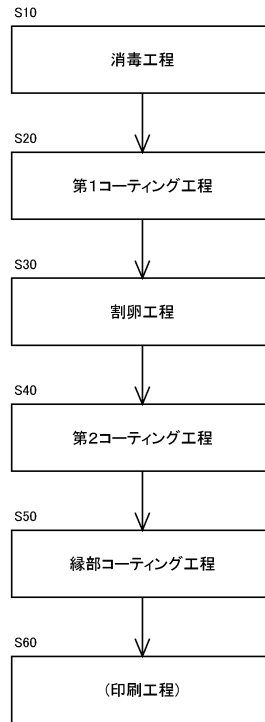 S10
消毒工程
S20
第1コーティング工程
S30
割卵工程
S40
第2コーティング工程
S50
縁部コーティング工程
S60
(印刷工程)